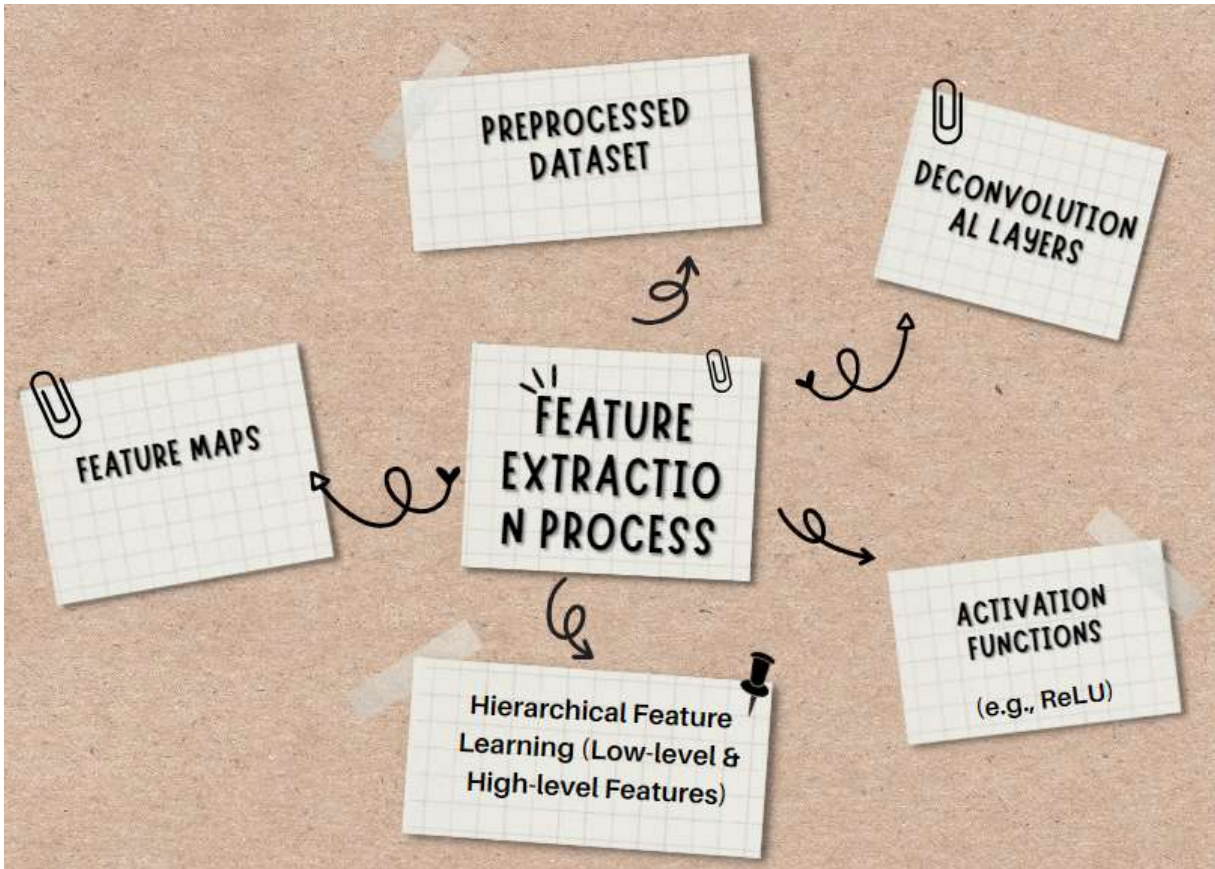 PREPROCESSED
DATASET
DECONVOLUTION
AL LAYERS
FEATURE MAPS
FEATURE
EXTRACTIO
N PROCESS
ACTIVATION
FUNCTIONS
(e.g., ReLU)
Hierarchical Feature
Learning (Low-level &
High-level Features)